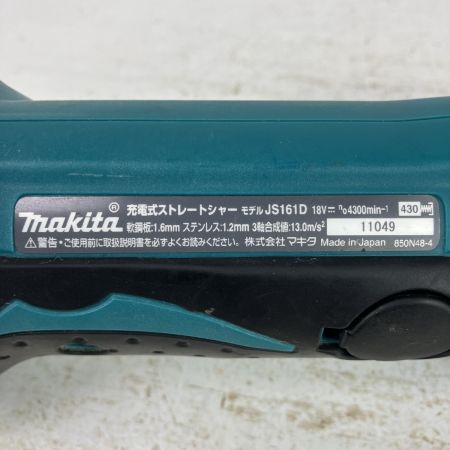 makita® 充電式ストレートシャー モデル JS161D 18V⎓ n₀4300min-1 430
軟鋼板:1.6mm ステンレス:1.2mm 3軸合成値:13.0m/s² 11049
⚠警告・ご使用前に取扱説明書を必ずよくお読みください。 株式会社 マキタ Made in Japan 850N48-4